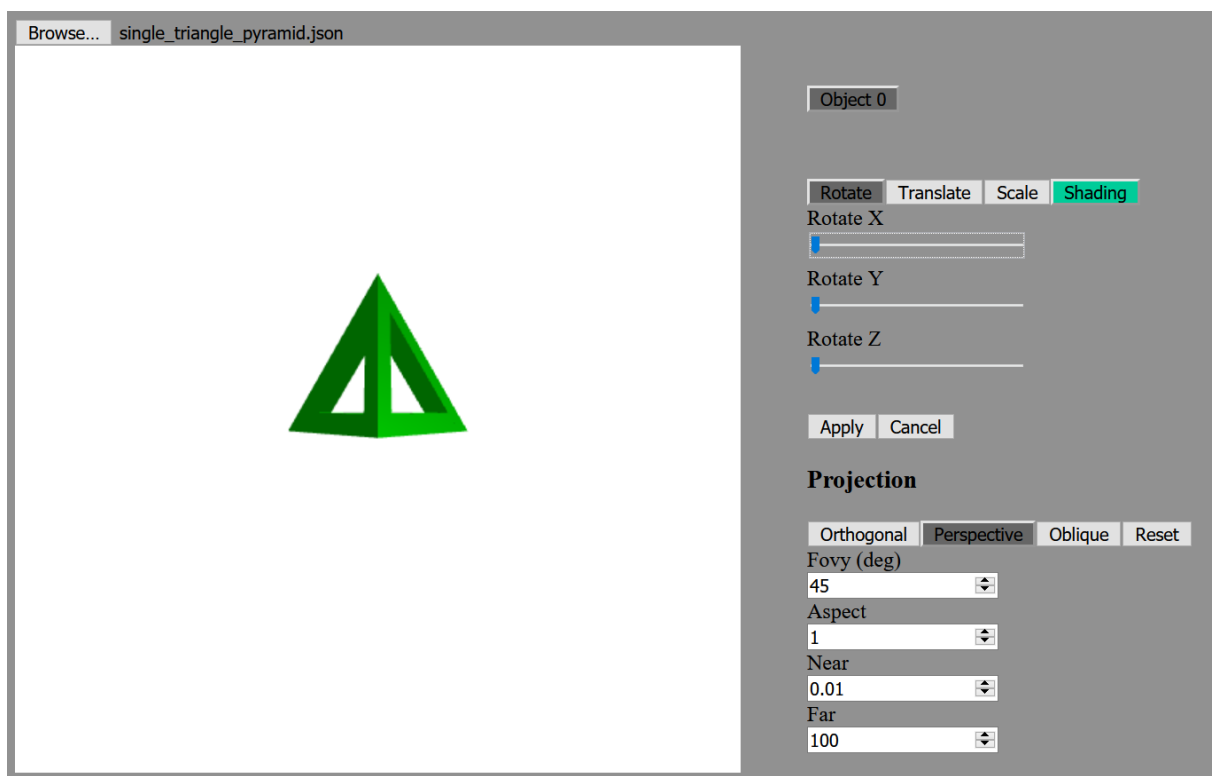 Browse... single_triangle_pyramid.json
Object 0
Rotate Translate Scale Shading
Rotate X
Rotate Y
Rotate Z
Apply Cancel
Projection
Orthogonal Perspective Oblique Reset
Fovy (deg)
45
Aspect
1
Near
0.01
Far
100